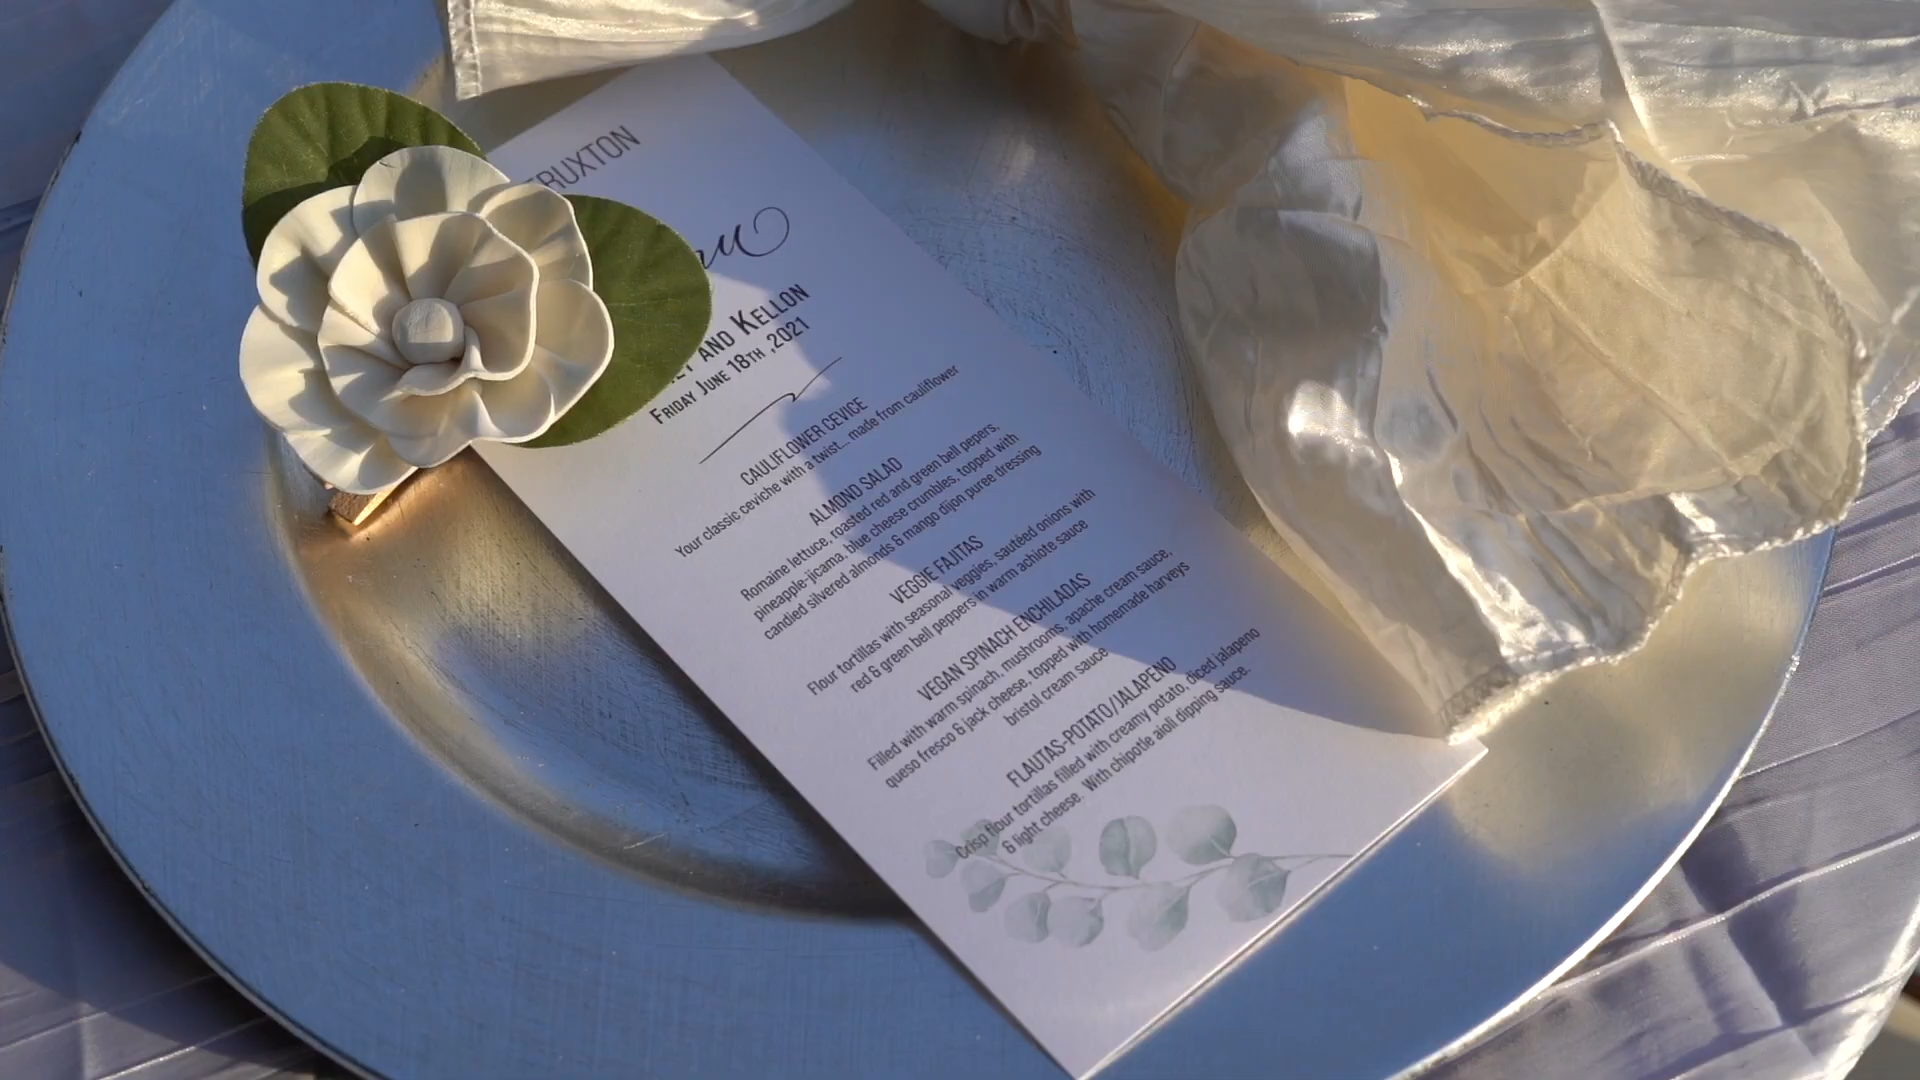 TRUXTON
AND KELLON
FRIDAY JUNE 18TH ,2021
CAULIFLOWER CEVICE
Your classic ceviche with a twist... made from cauliflower
ALMOND SALAD
Romaine lettuce, roasted red and green bell pepers,
pineapple-jicama, blue cheese crumbles, topped with
candied silvered almonds & mango dijon puree dressing
VEGGIE FAJITAS
Flour tortillas with seasonal veggies, sautéed onions with
red & green bell peppers in warm achiote sauce
VEGAN SPINACH ENCHILADAS
Filled with warm spinach, mushrooms, apache cream sauce,
queso fresco & jack cheese, topped with homemade harveys
bristol cream sauce
FLAUTAS-POTATO/JALAPENO
Crisp flour tortillas filled with creamy potato, diced jalapeno
& light cheese. With chipotle aioli dipping sauce.